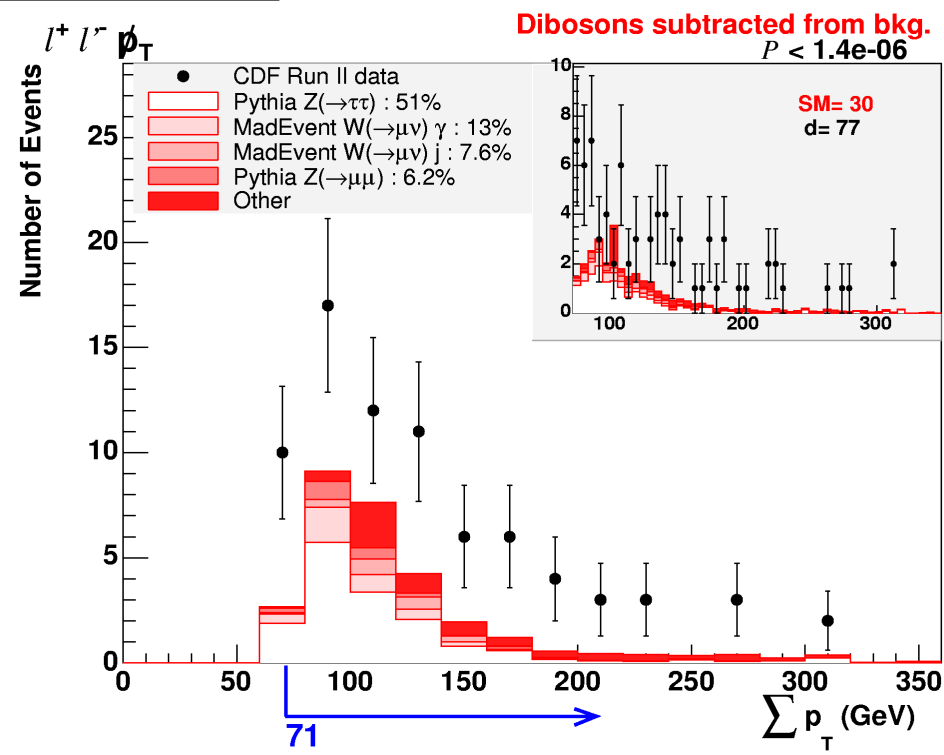 Dibosons subtracted from bkg.
l⁺ l'⁻ p̸T
P < 1.4e-06
CDF Run II data
Pythia Z(→ττ) : 51%
MadEvent W(→μν) γ : 13%
MadEvent W(→μν) j : 7.6%
Pythia Z(→μμ) : 6.2%
Other
SM= 30
d= 77
10
8
6
4
2
0
100 200 300
Number of Events
25
20
15
10
5
0
0 50 100 150 200 250 300 350
71
∑ pT (GeV)